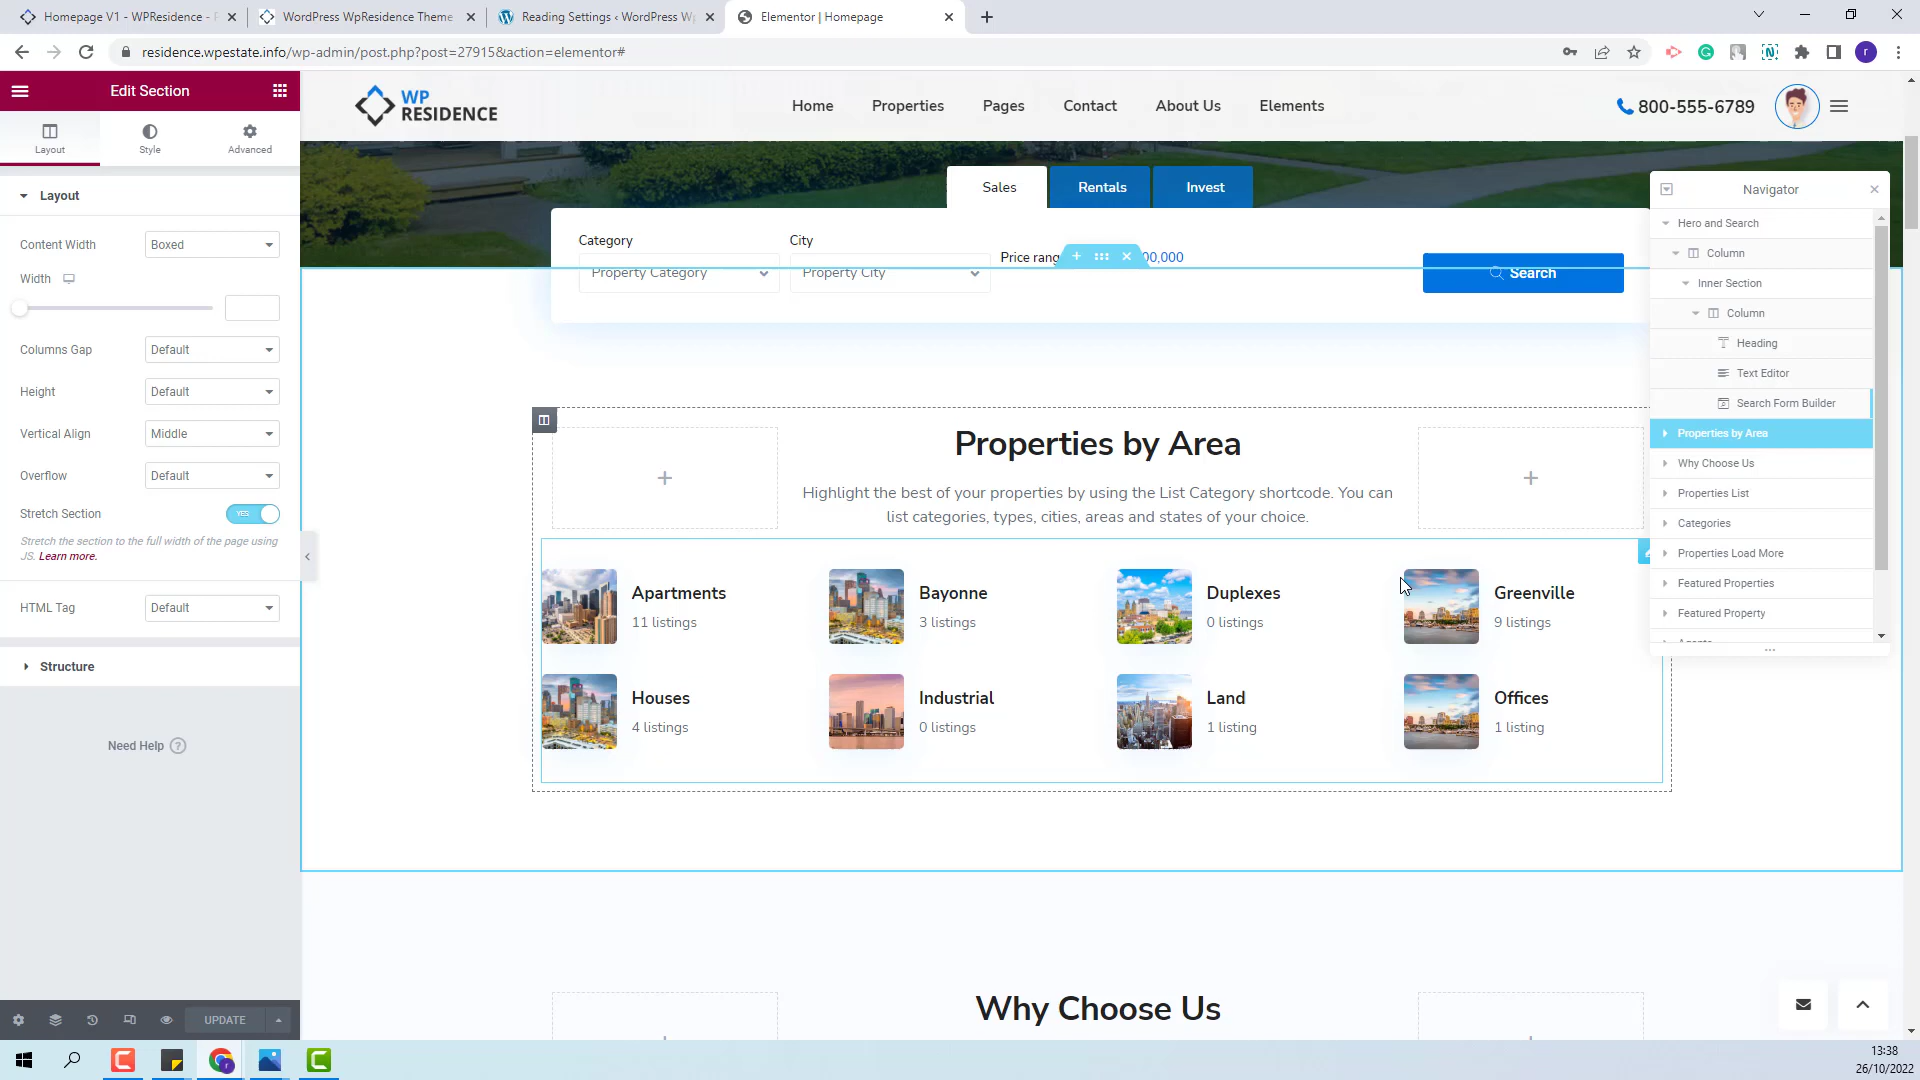 Homepage V1 - WPResidence - 
WordPress WpResidence Theme
Reading Settings ‹ WordPress
Elementor | Homepage
residence.wpestate.info/wp-admin/post.php?post=27915&action=elementor#
r
Edit Section
Layout
Style
Advanced
Layout
Content Width
Boxed
Width
Columns Gap
Default
Height
Default
Vertical Align
Middle
Overflow
Default
Stretch Section
YES
Stretch the section to the full width of the page using
JS. Learn more.
HTML Tag
Default
Structure
Need Help
UPDATE
WP
RESIDENCE
Home
Properties
Pages
Contact
About Us
Elements
800-555-6789
Sales
Rentals
Invest
Category
City
Price rang
00,000
Property Category
Property City
Search
Properties by Area
Highlight the best of your properties by using the List Category shortcode. You can
list categories, types, cities, areas and states of your choice.
Apartments
11 listings
Bayonne
3 listings
Duplexes
0 listings
Greenville
9 listings
Houses
4 listings
Industrial
0 listings
Land
1 listing
Offices
1 listing
Why Choose Us
Navigator
Hero and Search
Column
Inner Section
Column
Heading
Text Editor
Search Form Builder
Properties by Area
Why Choose Us
Properties List
Categories
Properties Load More
Featured Properties
Featured Property
13:38
26/10/2022